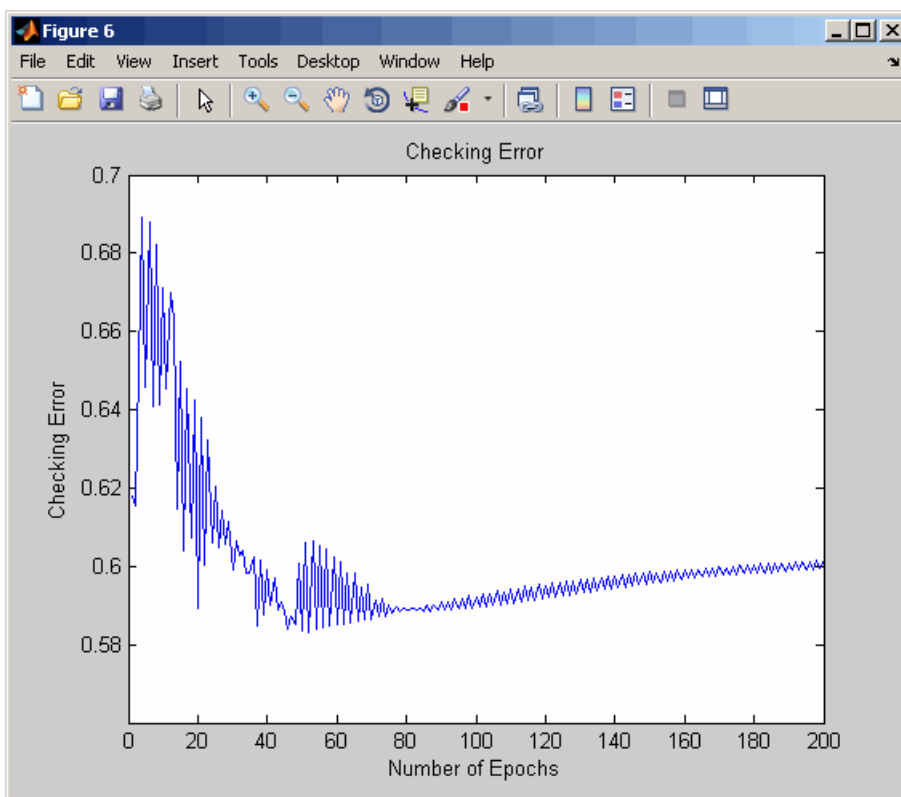 Figure 6
File Edit View Insert Tools Desktop Window Help
Checking Error
0.7
0.68
0.66
0.64
0.62
0.6
0.58
Checking Error
0 20 40 60 80 100 120 140 160 180 200
Number of Epochs